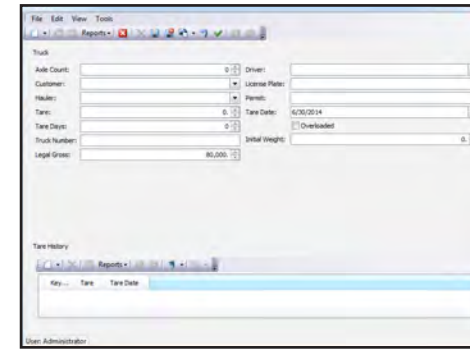 File Edit View Tools
Reports
Truck
Axle Count: 0 Driver:
Customer: License Plate:
Hauler: Permit:
Tare: 0. Tare Date: 6/30/2014
Tare Days: 0 Overloaded
Truck Number: Initial Weight: 0.
Legal Gross: 80,000.
Tare History
Reports
Key... Tare Tare Date
User: Administrator